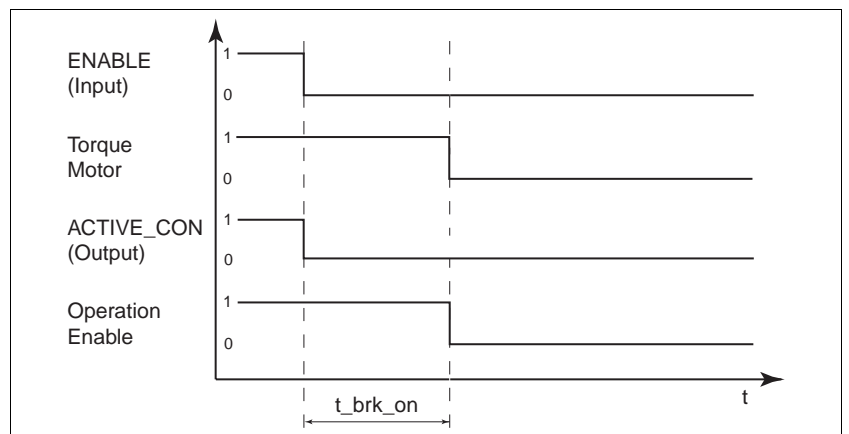 ENABLE
(Input)
1
0
Torque
Motor
1
0
ACTIVE_CON
(Output)
1
0
Operation
Enable
1
0
t_brk_on
t